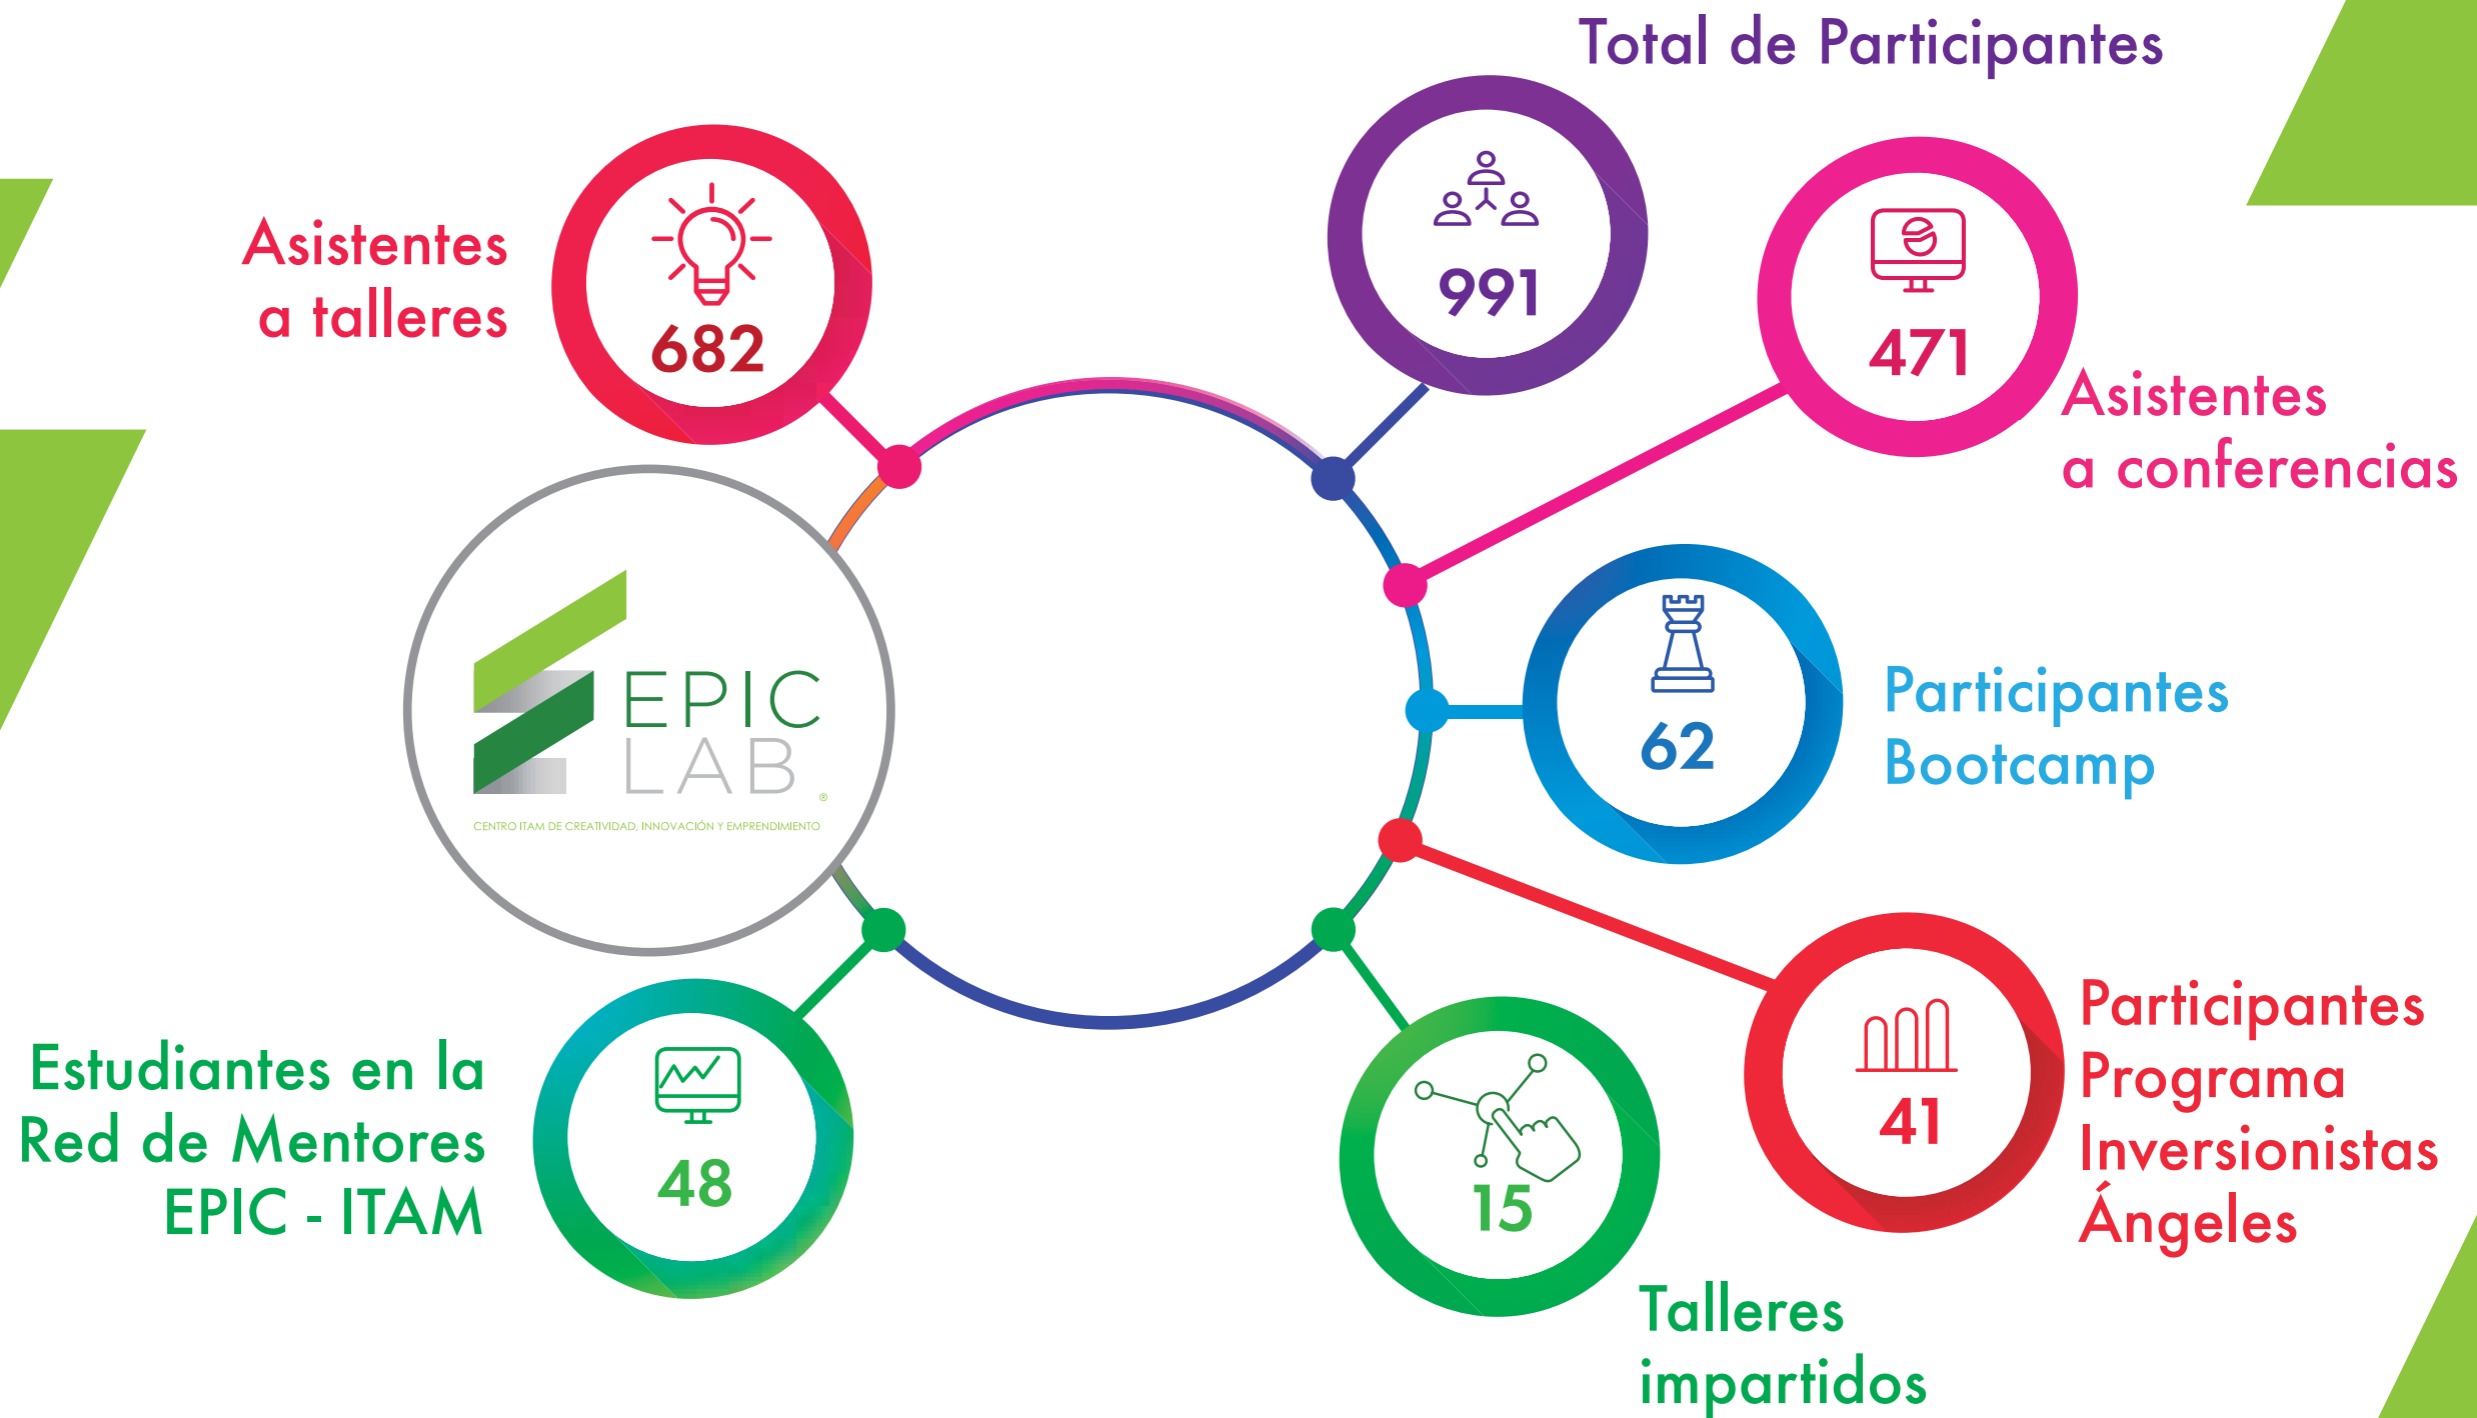 Total de Participantes
991
Asistentes
a talleres
682
471
Asistentes
a conferencias
EPIC
LAB
®
CENTRO ITAM DE CREATIVIDAD, INNOVACIÓN Y EMPRENDIMIENTO
62
Participantes
Bootcamp
41
Participantes
Programa
Inversionistas
Ángeles
Estudiantes en la
Red de Mentores
EPIC - ITAM
48
15
Talleres
impartidos